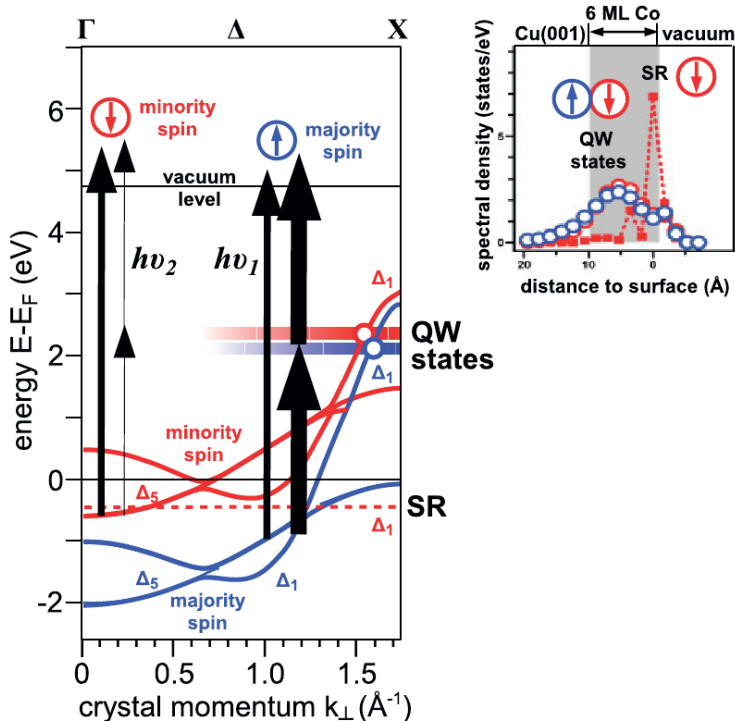 Γ Δ X
6
4
2
0
-2
energy E-E_F (eV)
minority
spin
majority
spin
vacuum
level
hυ₂
hυ₁
Δ₁
QW
states
Δ₁
minority
spin
Δ₅
SR
Δ₁
Δ₅
Δ₁
majority
spin
0 0.5 1.0 1.5
crystal momentum k⊥ (Å⁻¹)
6 ML Co
Cu(001) vacuum
SR
QW
states
spectral density (states/eV)
5
0
20 10 0
distance to surface (Å)